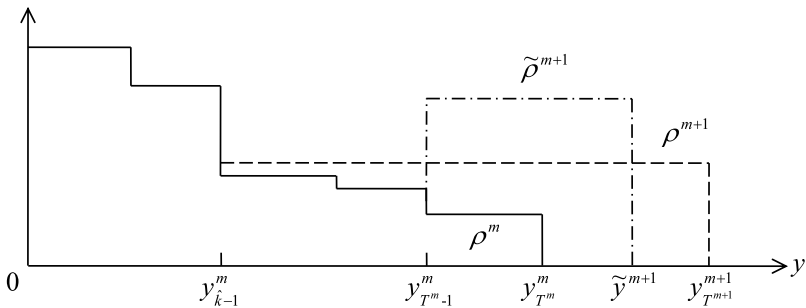 ρ̃^{m+1}
ρ^{m+1}
ρ^m
0 y^m_{k̂-1} y^m_{T^m-1} y^m_{T^m} ỹ^{m+1} y^{m+1}_{T^{m+1}} y